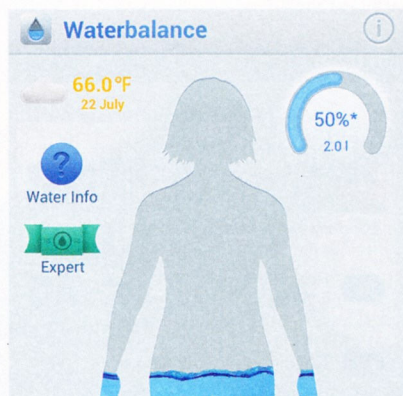 Waterbalance
i
66.0°F
22 July
50%*
2.0 l
?
Water Info
Expert